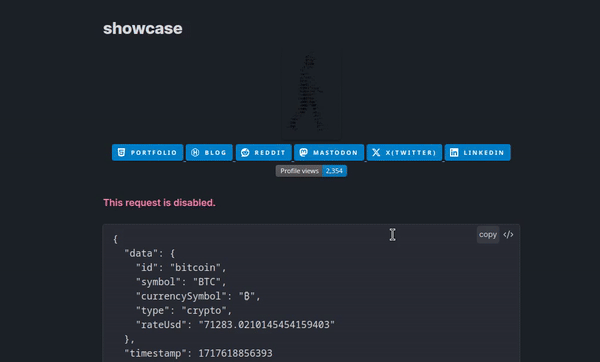 showcase
PORTFOLIO BLOG REDDIT MASTODON X(TWITTER) LINKEDIN
Profile views 2,354
This request is disabled.
copy </>
{
"data": {
"id": "bitcoin",
"symbol": "BTC",
"currencySymbol": "₿",
"type": "crypto",
"rateUsd": "71283.0210145454159403"
},
"timestamp": 1717618856393